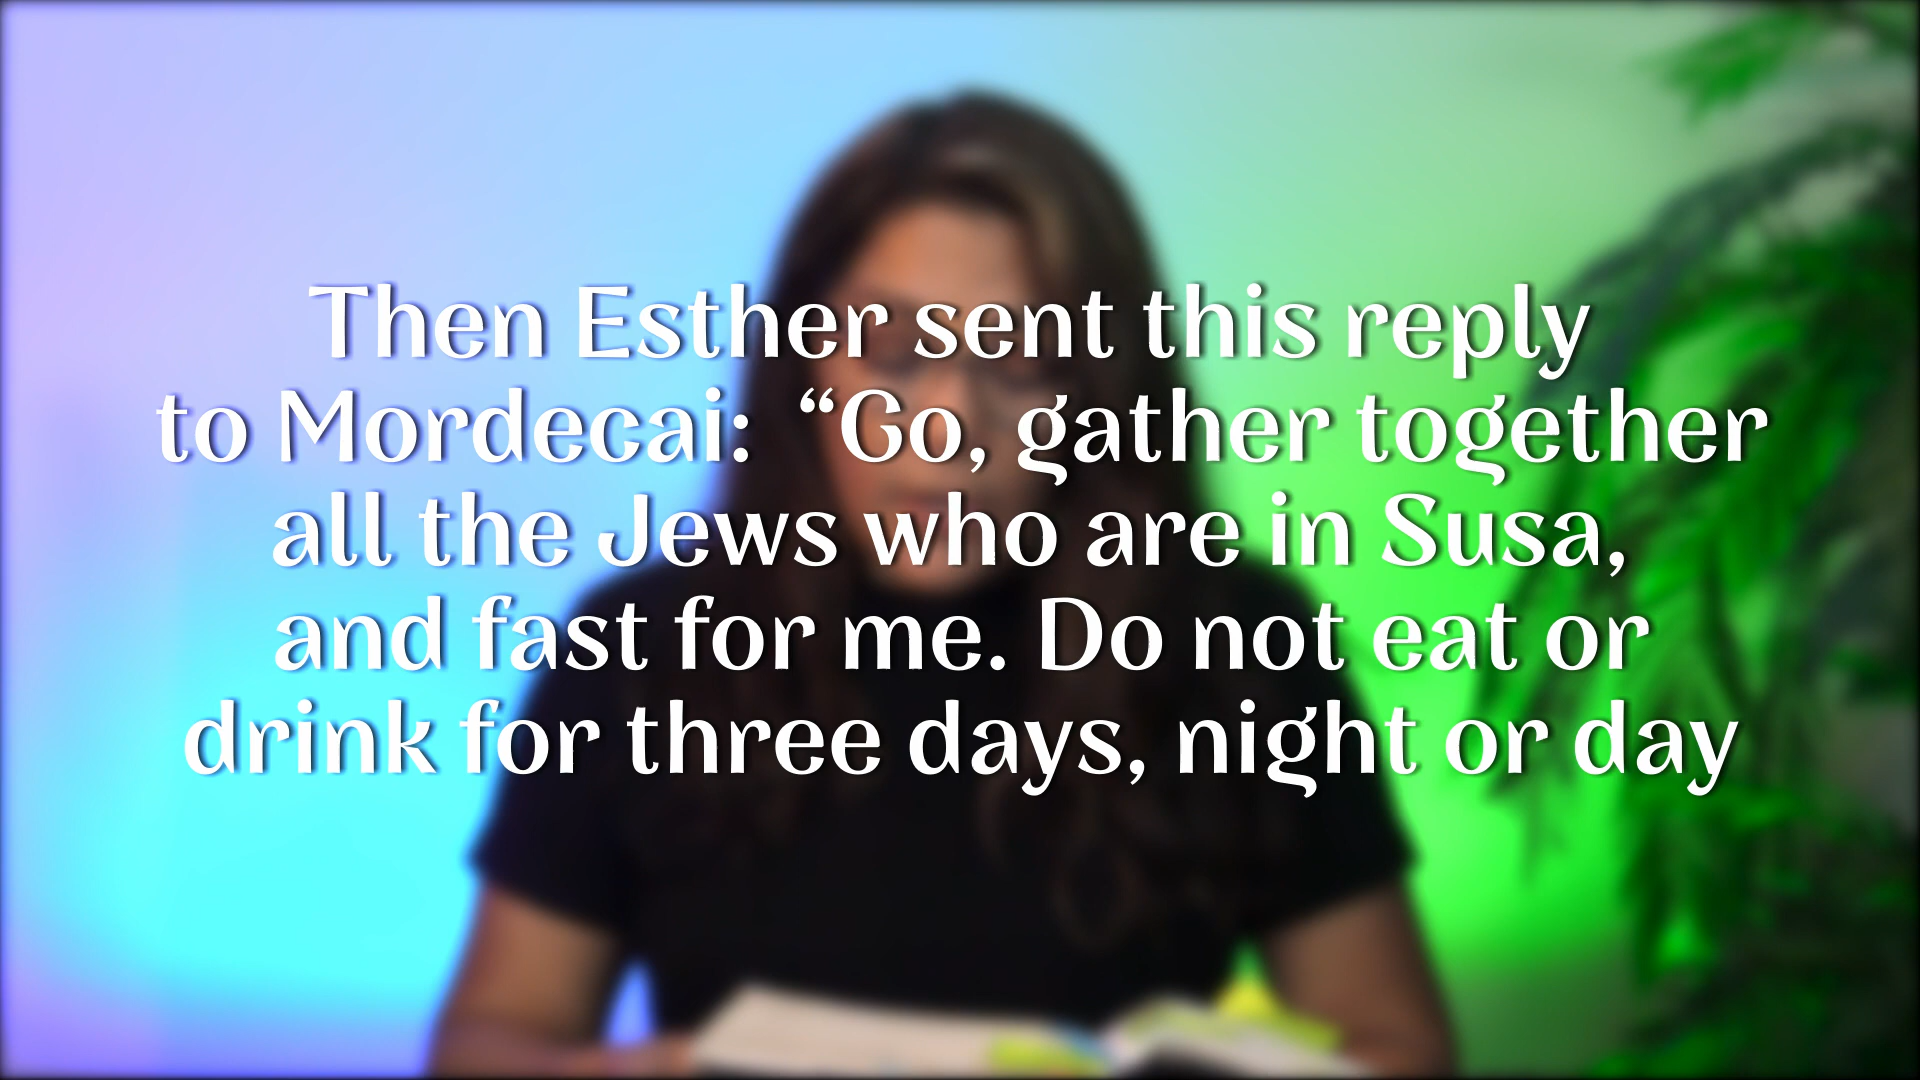 Then Esther sent this reply
to Mordecai: “Go, gather together
all the Jews who are in Susa,
and fast for me. Do not eat or
drink for three days, night or day